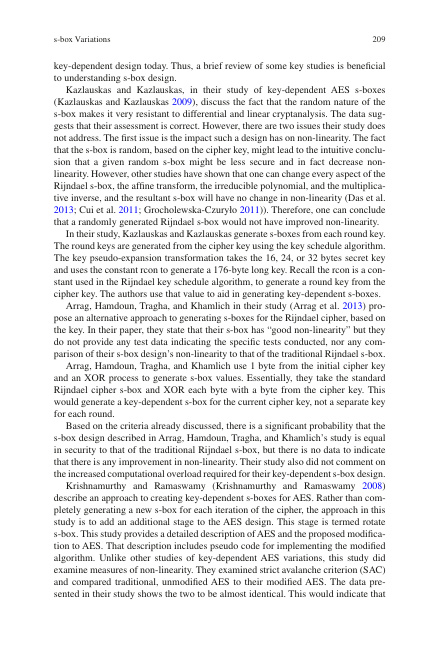 s-box Variations 209
key-dependent design today. Thus, a brief review of some key studies is beneficial
to understanding s-box design.
Kazlauskas and Kazlauskas, in their study of key-dependent AES s-boxes
(Kazlauskas and Kazlauskas 2009), discuss the fact that the random nature of the
s-box makes it very resistant to differential and linear cryptanalysis. The data sug-
gests that their assessment is correct. However, there are two issues their study does
not address. The first issue is the impact such a design has on non-linearity. The fact
that the s-box is random, based on the cipher key, might lead to the intuitive conclu-
sion that a given random s-box might be less secure and in fact decrease non-
linearity. However, other studies have shown that one can change every aspect of the
Rijndael s-box, the affine transform, the irreducible polynomial, and the multiplica-
tive inverse, and the resultant s-box will have no change in non-linearity (Das et al.
2013; Cui et al. 2011; Grocholewska-Czuryło 2011)). Therefore, one can conclude
that a randomly generated Rijndael s-box would not have improved non-linearity.
In their study, Kazlauskas and Kazlauskas generate s-boxes from each round key.
The round keys are generated from the cipher key using the key schedule algorithm.
The key pseudo-expansion transformation takes the 16, 24, or 32 bytes secret key
and uses the constant rcon to generate a 176-byte long key. Recall the rcon is a con-
stant used in the Rijndael key schedule algorithm, to generate a round key from the
cipher key. The authors use that value to aid in generating key-dependent s-boxes.
Arrag, Hamdoun, Tragha, and Khamlich in their study (Arrag et al. 2013) pro-
pose an alternative approach to generating s-boxes for the Rijndael cipher, based on
the key. In their paper, they state that their s-box has “good non-linearity” but they
do not provide any test data indicating the specific tests conducted, nor any com-
parison of their s-box design’s non-linearity to that of the traditional Rijndael s-box.
Arrag, Hamdoun, Tragha, and Khamlich use 1 byte from the initial cipher key
and an XOR process to generate s-box values. Essentially, they take the standard
Rijndael cipher s-box and XOR each byte with a byte from the cipher key. This
would generate a key-dependent s-box for the current cipher key, not a separate key
for each round.
Based on the criteria already discussed, there is a significant probability that the
s-box design described in Arrag, Hamdoun, Tragha, and Khamlich’s study is equal
in security to that of the traditional Rijndael s-box, but there is no data to indicate
that there is any improvement in non-linearity. Their study also did not comment on
the increased computational overload required for their key-dependent s-box design.
Krishnamurthy and Ramaswamy (Krishnamurthy and Ramaswamy 2008)
describe an approach to creating key-dependent s-boxes for AES. Rather than com-
pletely generating a new s-box for each iteration of the cipher, the approach in this
study is to add an additional stage to the AES design. This stage is termed rotate
s-box. This study provides a detailed description of AES and the proposed modifica-
tion to AES. That description includes pseudo code for implementing the modified
algorithm. Unlike other studies of key-dependent AES variations, this study did
examine measures of non-linearity. They examined strict avalanche criterion (SAC)
and compared traditional, unmodified AES to their modified AES. The data pre-
sented in their study shows the two to be almost identical. This would indicate that